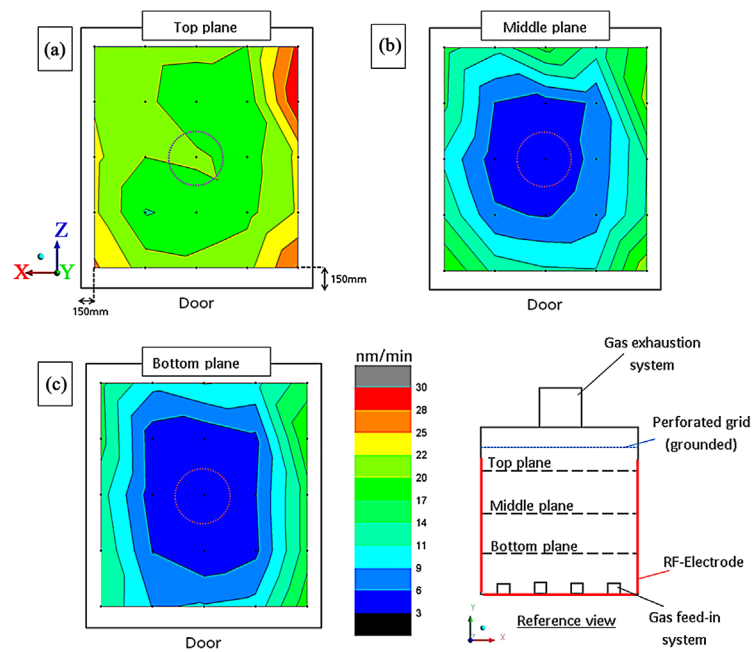 (a)
Top plane
Z
X
Y
150mm
150mm
Door
(b)
Middle plane
Door
(c)
Bottom plane
Door
nm/min
30
28
25
22
20
17
14
11
9
6
3
Gas exhaustion
system
Perforated grid
(grounded)
Top plane
Middle plane
Bottom plane
RF-Electrode
Gas feed-in
system
Reference view
Y
Z
X